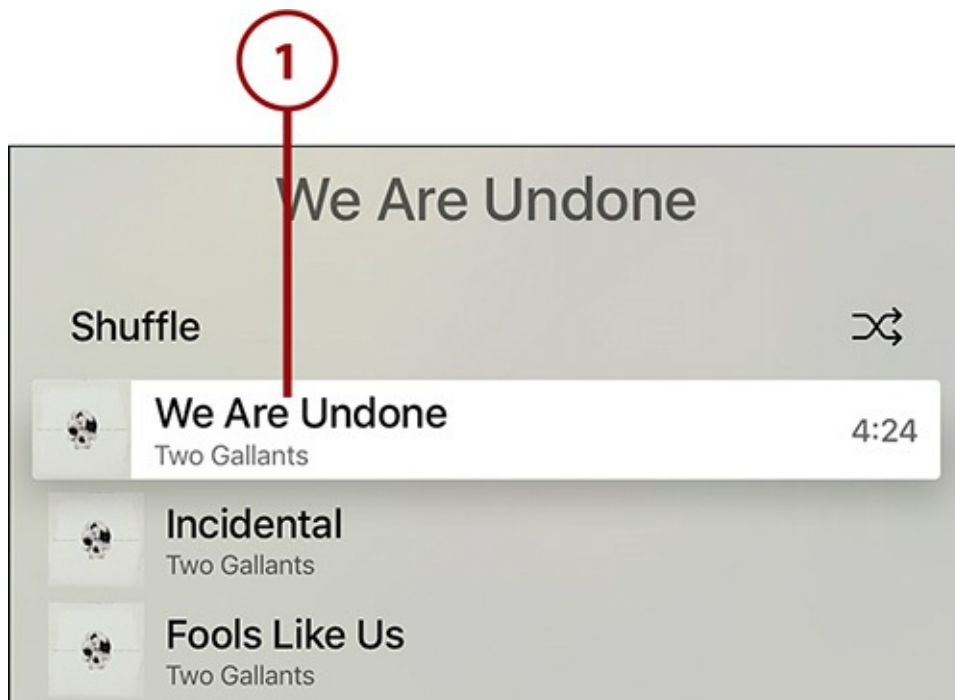 1
We Are Undone
Shuffle
We Are Undone
4:24
Two Gallants
Incidental
Two Gallants
Fools Like Us
Two Gallants